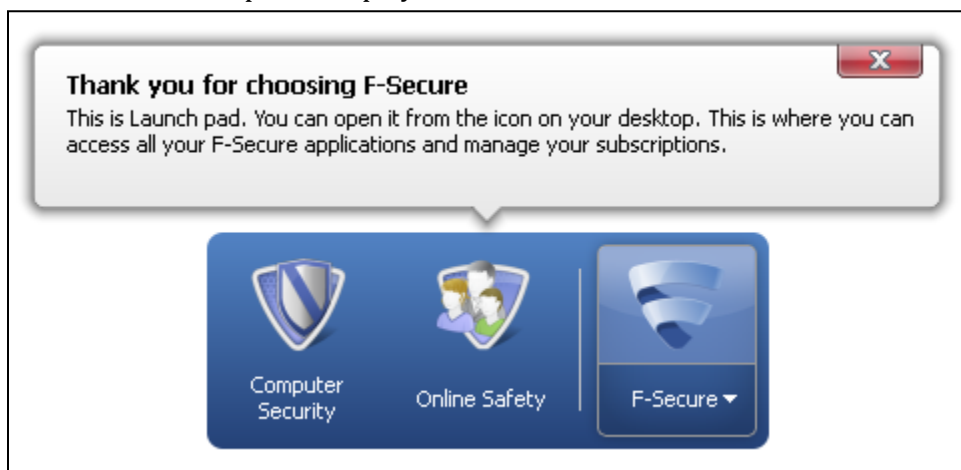 Thank you for choosing F-Secure
This is Launch pad. You can open it from the icon on your desktop. This is where you can
access all your F-Secure applications and manage your subscriptions.
Computer
Security
Online Safety
F-Secure